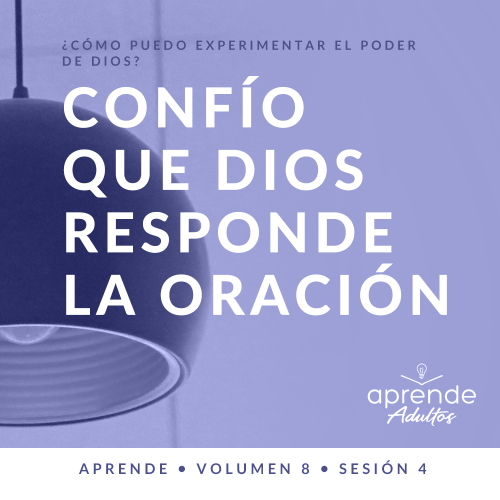 ¿CÓMO PUEDO EXPERIMENTAR EL PODER
DE DIOS?
CONFÍO
QUE DIOS
RESPONDE
LA ORACIÓN
aprende
Adultos
APRENDE • VOLUMEN 8 • SESIÓN 4